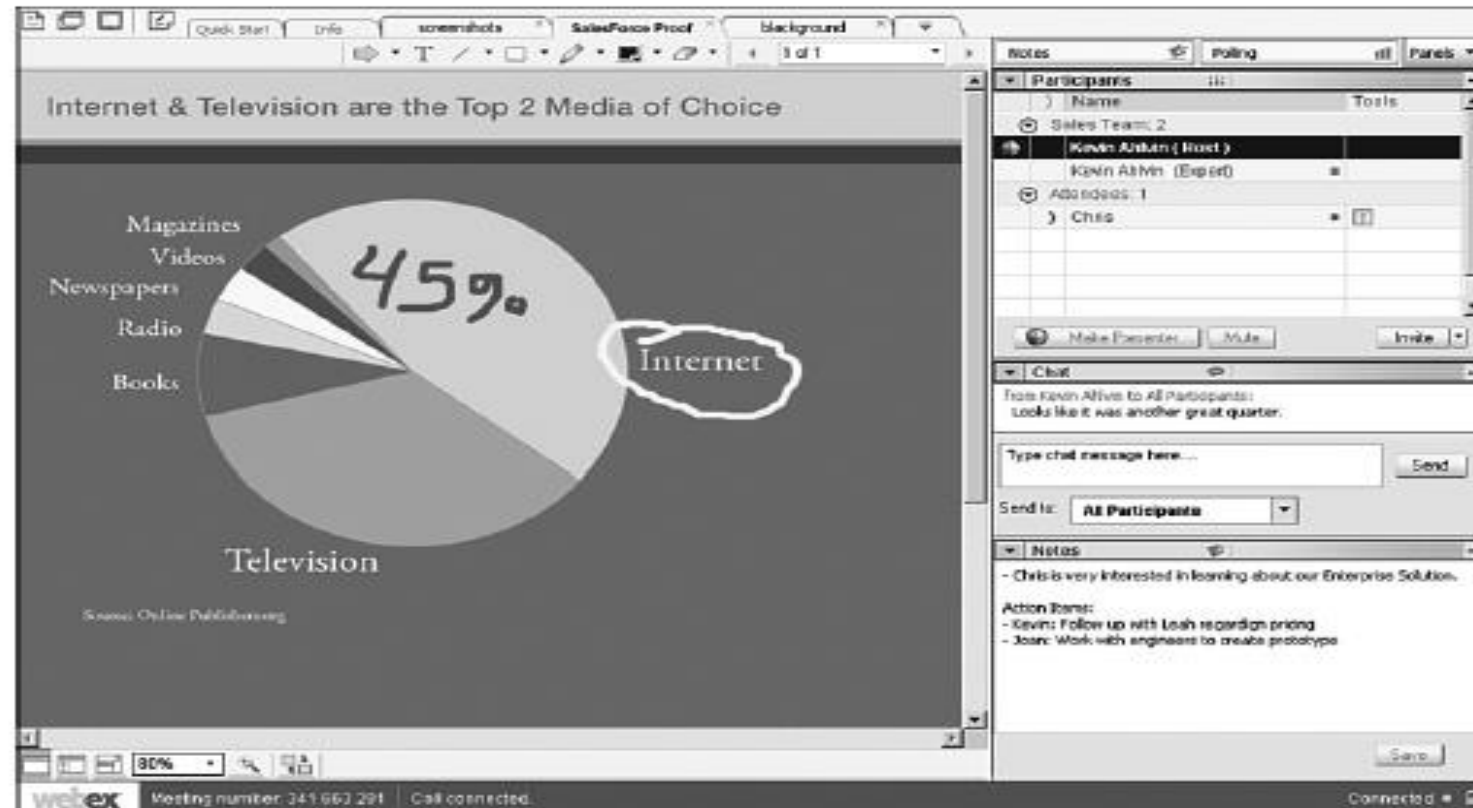 Quick Start Info screenshots SalesForce Proof blackground
T 1 of 1
Notes Polling Panels
Internet & Television are the Top 2 Media of Choice
Magazines
Videos
Newspapers
Radio
Books
45%
Internet
Television
Source: Online Publishers.org
80%
Participants
Name Tools
Sales Team: 2
Kevin Ahlvin (Host)
Kevin Ahlvin (Expert)
Attendees: 1
Chris
Make Presenter Mute Invite
Chat
from Kevin Ahlvin to All Participants:
Looks like it was another great quarter.
Type chat message here...
Send
Send to: All Participants
Notes
- Chris is very interested in learning about our Enterprise Solution.
Action Items:
- Kevin: Follow up with Leah regardign pricing
- Joan: Work with engineers to create prototype
Save
webex Meeting number: 341 663 291 Call connected. Connected